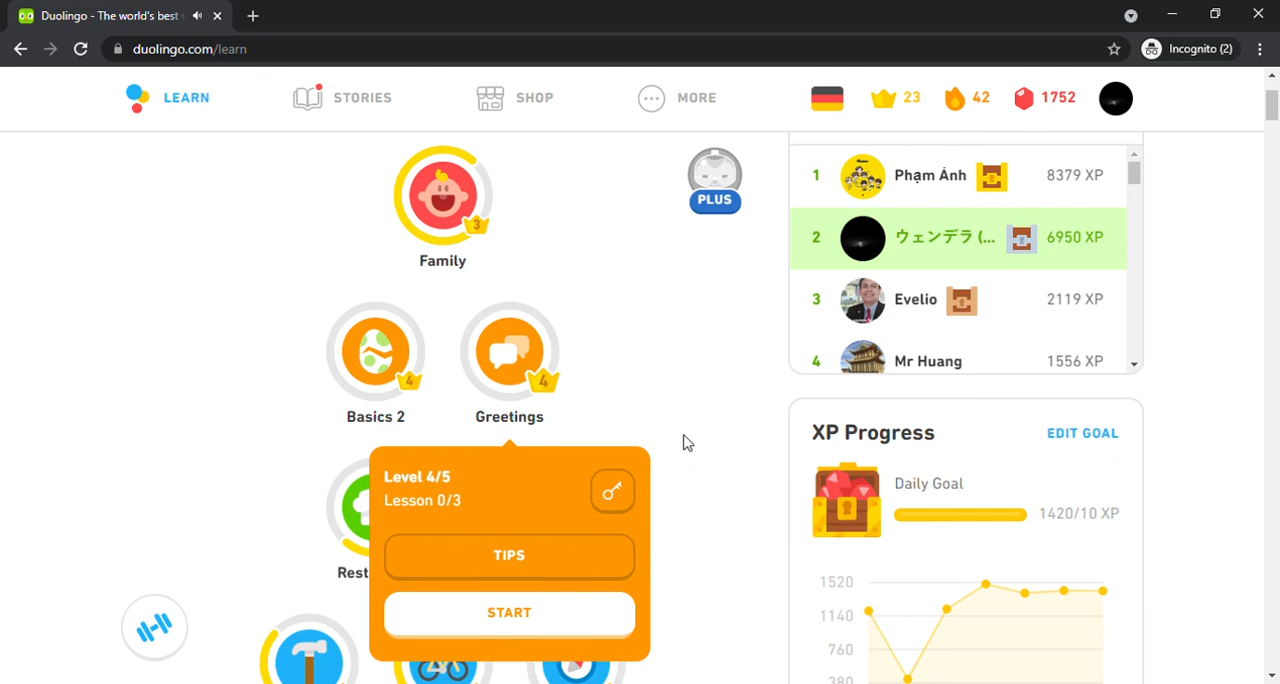 Duolingo - The world's best
duolingo.com/learn
Incognito (2)
LEARN
STORIES
SHOP
MORE
23
42
1752
3
Family
PLUS
1 Phạm Ánh 8379 XP
2 ウェンデラ (... 6950 XP
3 Evelio 2119 XP
4 Mr Huang 1556 XP
4
Basics 2
4
Greetings
Level 4/5
Lesson 0/3
TIPS
START
Rest
XP Progress
EDIT GOAL
Daily Goal
1420/10 XP
1520
1140
760
380